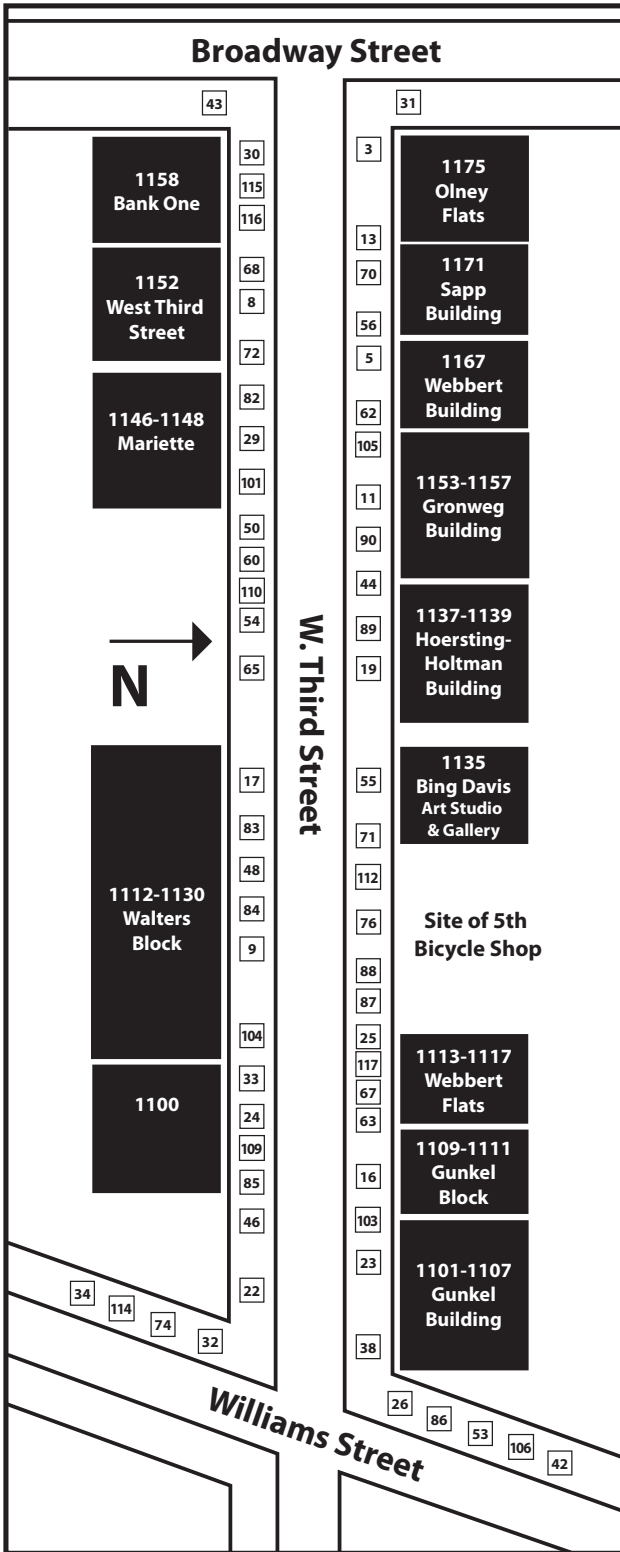 Broadway Street
43
31
30
115
116
68
8
72
82
29
101
50
60
110
54
65
17
83
48
84
9
104
33
24
109
85
46
22
1158
Bank One
1152
West Third
Street
1146-1148
Mariette
N
1112-1130
Walters
Block
1100
W. Third Street
3
13
70
56
5
62
105
11
90
44
89
19
55
71
112
76
88
87
25
117
67
63
16
103
23
38
1175
Olney
Flats
1171
Sapp
Building
1167
Webbert
Building
1153-1157
Gronweg
Building
1137-1139
Hoersting-
Holtman
Building
1135
Bing Davis
Art Studio
& Gallery
Site of 5th
Bicycle Shop
1113-1117
Webbert
Flats
1109-1111
Gunkel
Block
1101-1107
Gunkel
Building
34
114
74
32
26
86
53
106
42
Williams Street